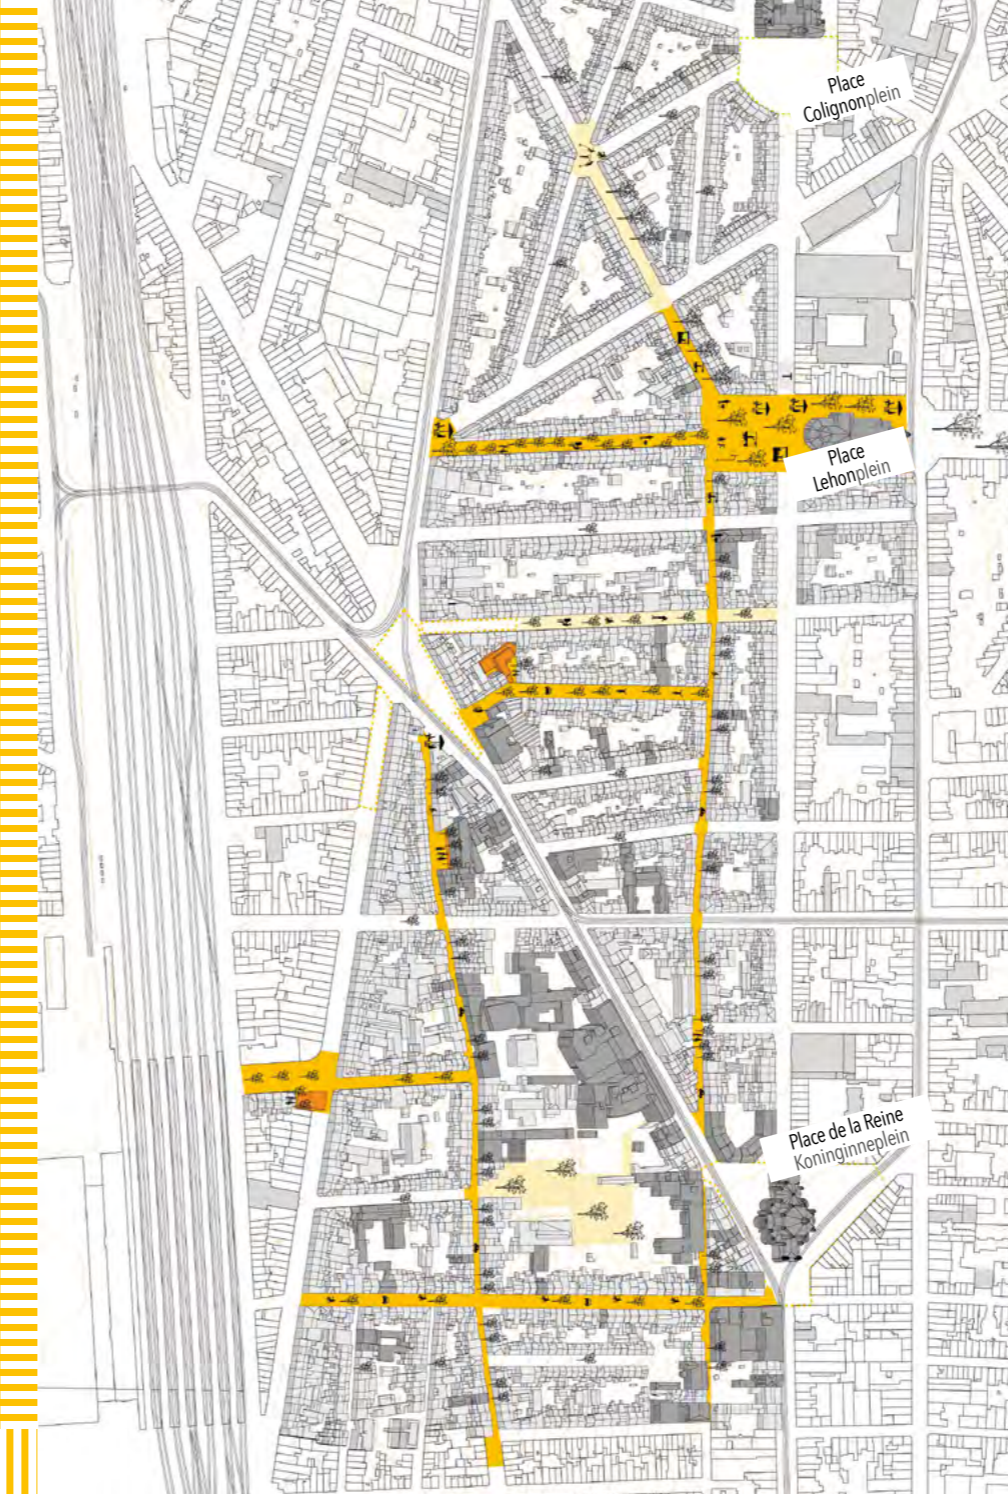 Place
Colignonplein
Place
Lehonplein
Place de la Reine
Koninginneplein